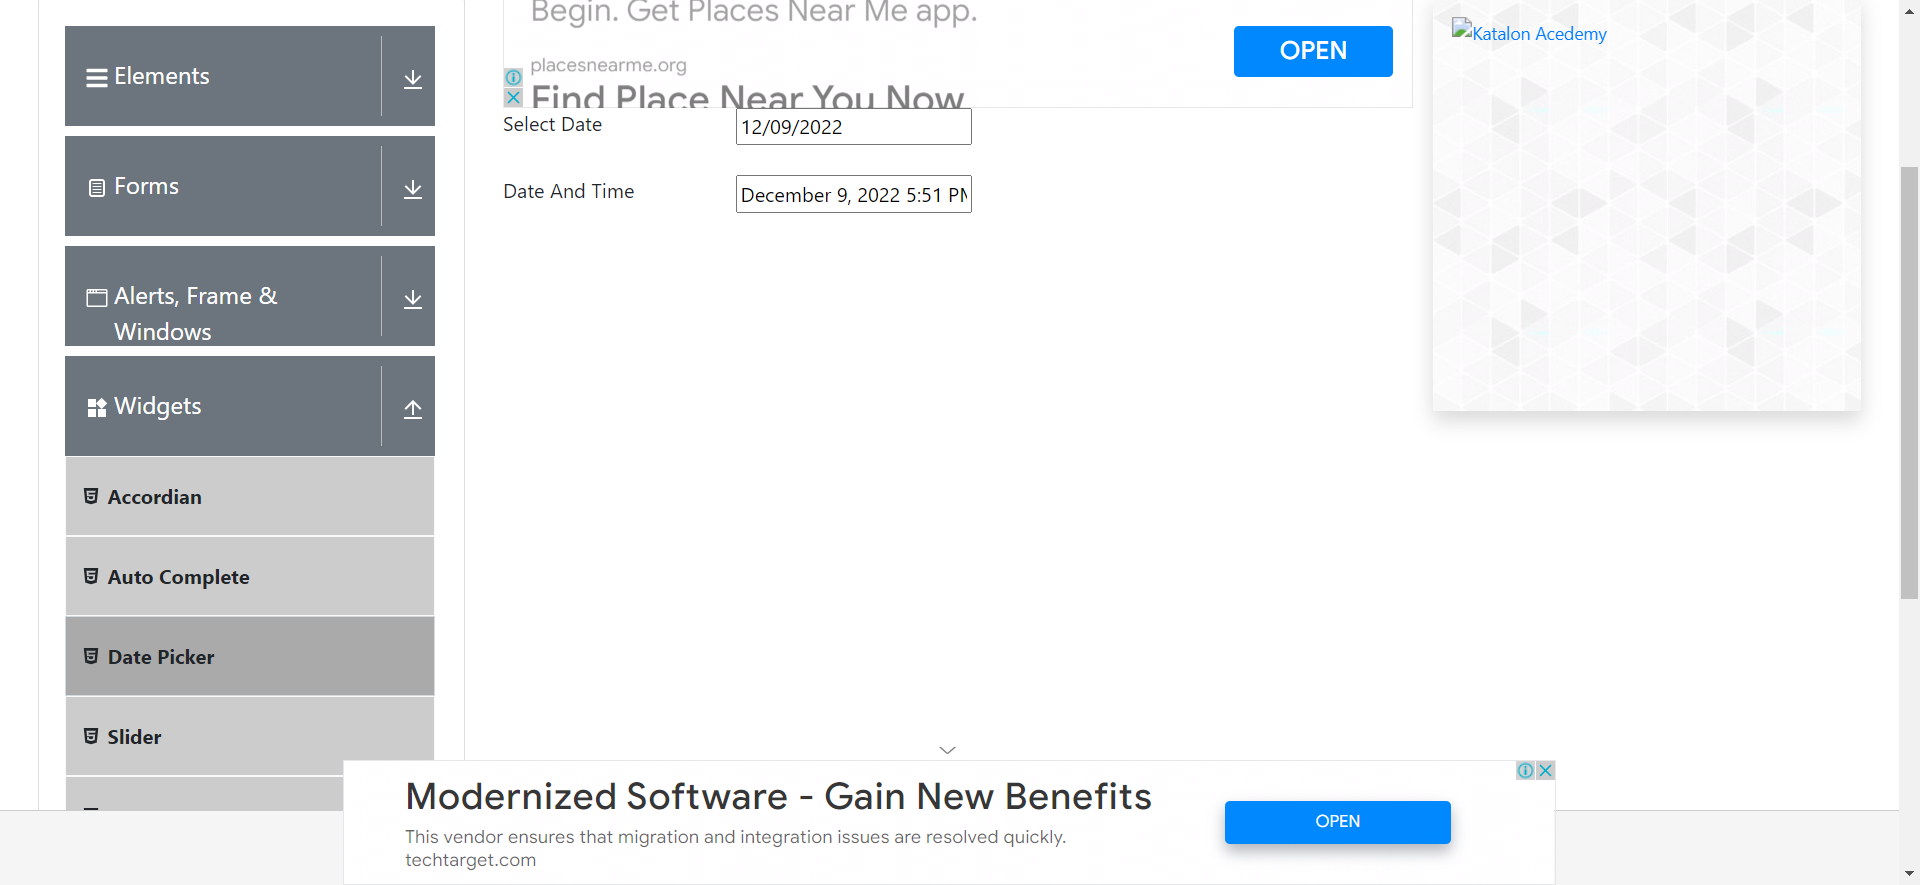 Elements
Forms
Alerts, Frame &
Windows
Widgets
Accordian
Auto Complete
Date Picker
Slider
Begin. Get Places Near Me app.
placesnearme.org
Find Place Near You Now
OPEN
Select Date
12/09/2022
Date And Time
December 9, 2022 5:51 PM
Katalon Acedemy
Modernized Software - Gain New Benefits
This vendor ensures that migration and integration issues are resolved quickly.
techtarget.com
OPEN